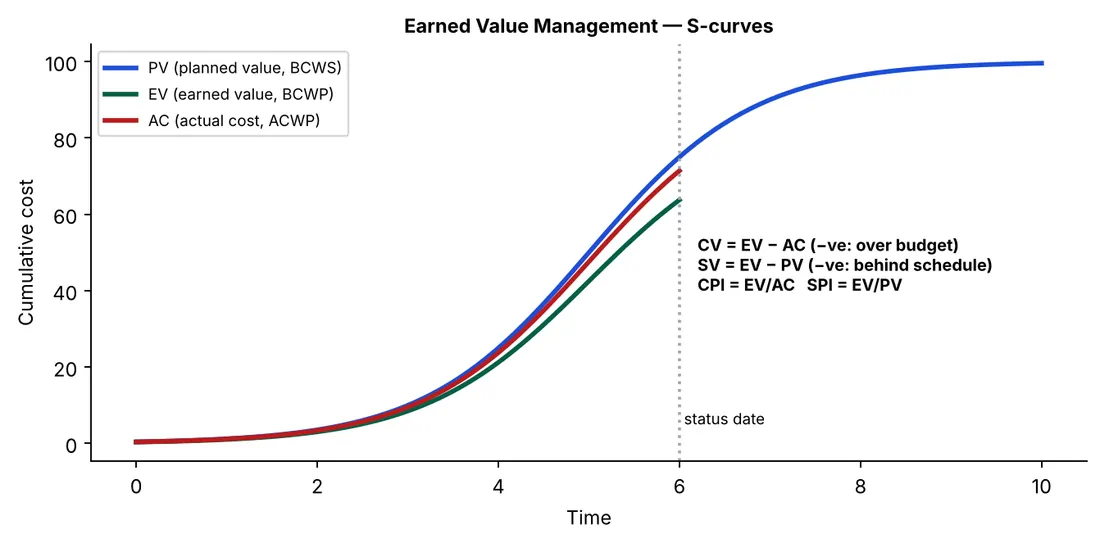 Earned Value Management — S-curves
PV (planned value, BCWS)
EV (earned value, BCWP)
AC (actual cost, ACWP)
Cumulative cost
100
80
60
40
20
0
CV = EV − AC (−ve: over budget)
SV = EV − PV (−ve: behind schedule)
CPI = EV/AC   SPI = EV/PV
status date
0 2 4 6 8 10
Time